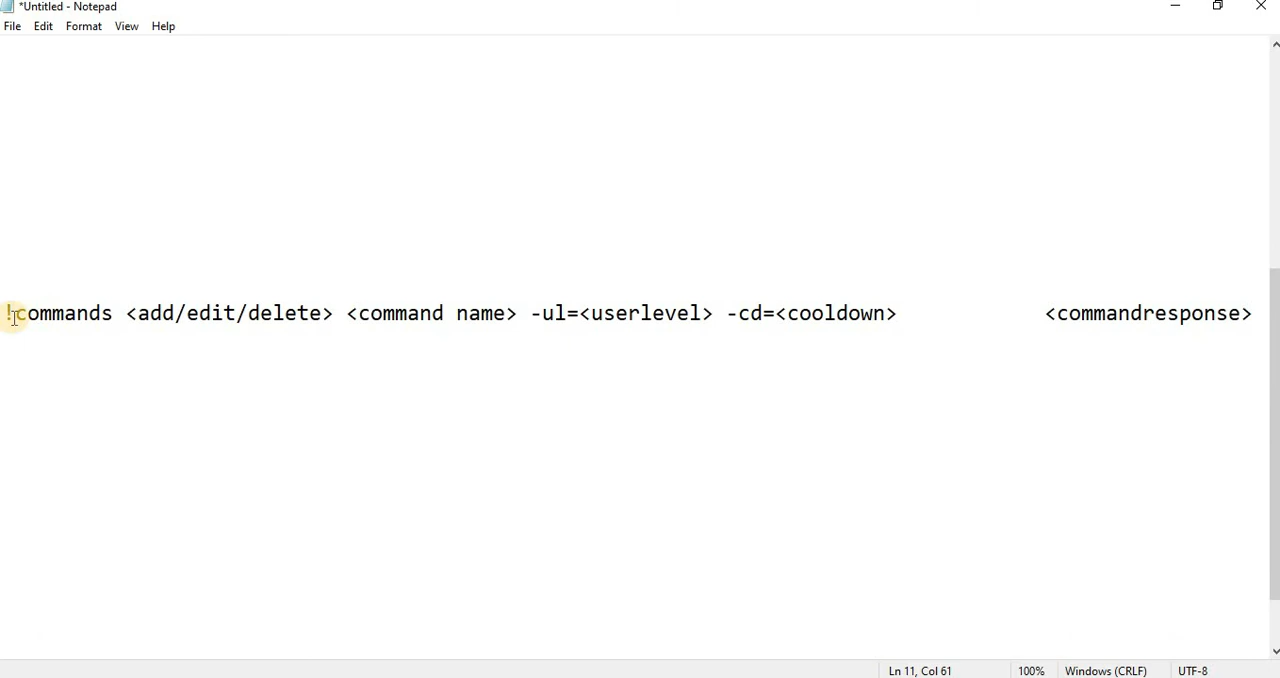 *Untitled - Notepad
File Edit Format View Help
!commands <add/edit/delete> <command name> -ul=<userlevel> -cd=<cooldown> <commandresponse>
Ln 11, Col 61 100% Windows (CRLF) UTF-8